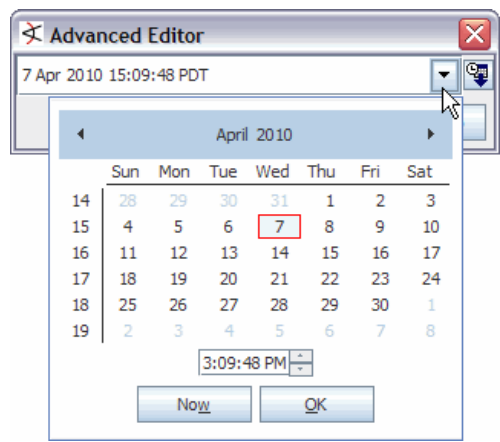 Advanced Editor
7 Apr 2010 15:09:48 PDT
April 2010
Sun Mon Tue Wed Thu Fri Sat
14 28 29 30 31 1 2 3
15 4 5 6 7 8 9 10
16 11 12 13 14 15 16 17
17 18 19 20 21 22 23 24
18 25 26 27 28 29 30 1
19 2 3 4 5 6 7 8
3:09:48 PM
Now OK